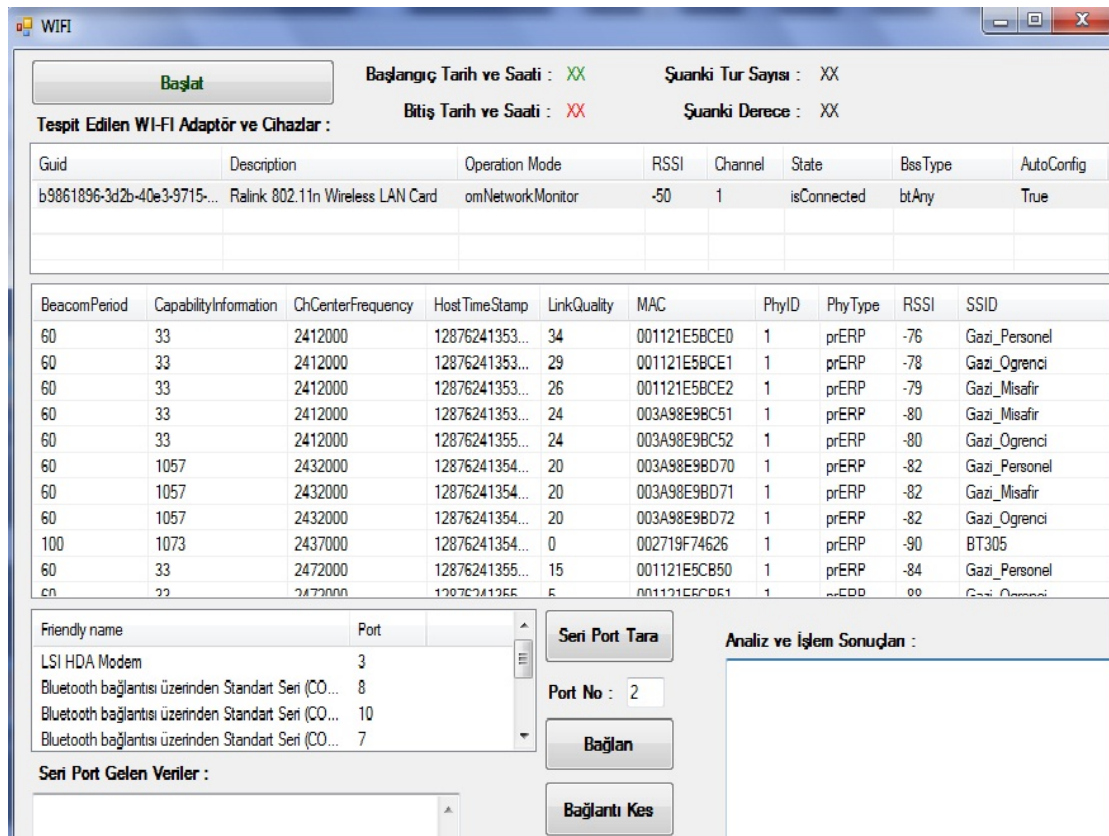 WIFI
Başlat
Başlangıç Tarih ve Saati : XX
Şuanki Tur Sayısı : XX
Bitiş Tarih ve Saati : XX
Şuanki Derece : XX
Tespit Edilen WI-FI Adaptör ve Cihazlar :
Guid Description Operation Mode RSSI Channel State BssType AutoConfig
b9861896-3d2b-40e3-9715-... Ralink 802.11n Wireless LAN Card omNetworkMonitor -50 1 isConnected btAny True
BeacomPeriod CapabilityInformation ChCenterFrequency HostTimeStamp LinkQuality MAC PhyID PhyType RSSI SSID
60 33 2412000 12876241353... 34 001121E5BCE0 1 prERP -76 Gazi_Personel
60 33 2412000 12876241353... 29 001121E5BCE1 1 prERP -78 Gazi_Ogrenci
60 33 2412000 12876241353... 26 001121E5BCE2 1 prERP -79 Gazi_Misafir
60 33 2412000 12876241353... 24 003A98E9BC51 1 prERP -80 Gazi_Misafir
60 33 2412000 12876241355... 24 003A98E9BC52 1 prERP -80 Gazi_Ogrenci
60 1057 2432000 12876241354... 20 003A98E9BD70 1 prERP -82 Gazi_Personel
60 1057 2432000 12876241354... 20 003A98E9BD71 1 prERP -82 Gazi_Misafir
60 1057 2432000 12876241354... 20 003A98E9BD72 1 prERP -82 Gazi_Ogrenci
100 1073 2437000 12876241354... 0 002719F74626 1 prERP -90 BT305
60 33 2472000 12876241355... 15 001121E5CB50 1 prERP -84 Gazi_Personel
60 33 2472000 12876241355... 5 001121E5CB51 1 prERP -88 Gazi_Ogrenci
Friendly name Port
LSI HDA Modem 3
Bluetooth bağlantısı üzerinden Standart Seri (CO... 8
Bluetooth bağlantısı üzerinden Standart Seri (CO... 10
Bluetooth bağlantısı üzerinden Standart Seri (CO... 7
Seri Port Tara
Port No : 2
Bağlan
Bağlantı Kes
Analiz ve İşlem Sonuçları :
Seri Port Gelen Veriler :